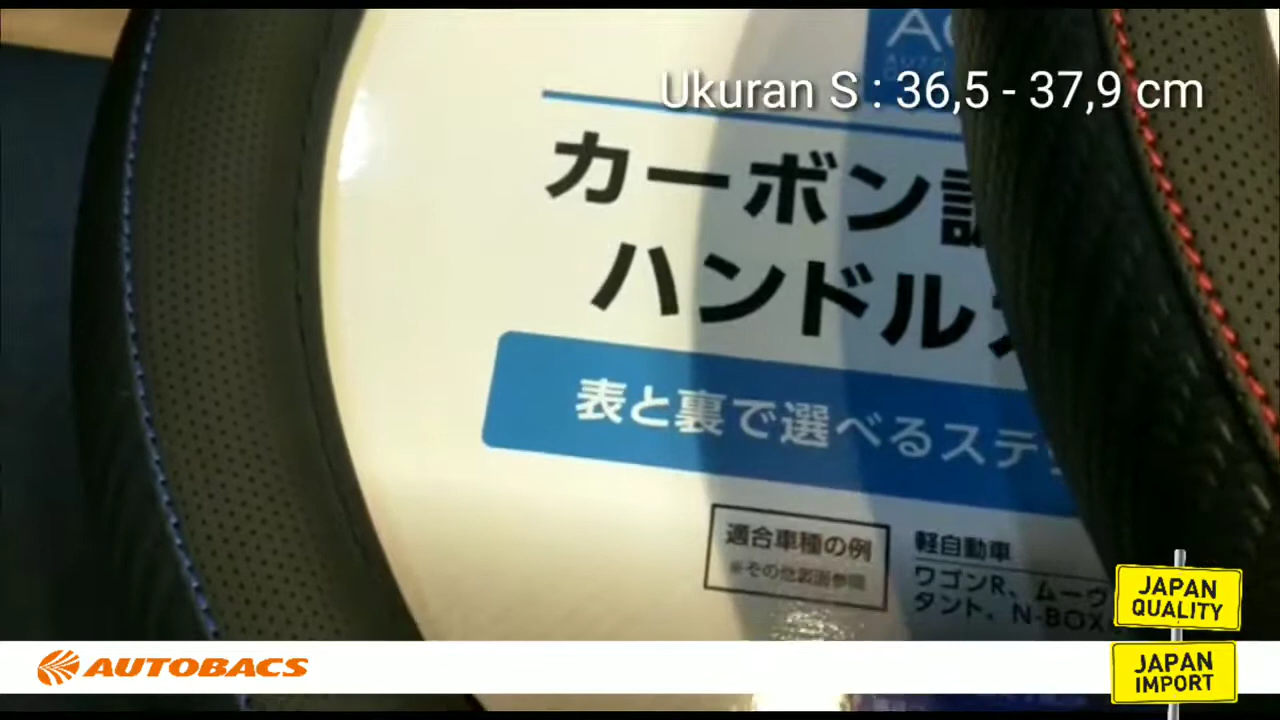 Ukuran S : 36,5 - 37,9 cm
カーボン調
ハンドル
表と裏で選べるステ
適合車種の例
※その他裏面参照
軽自動車
ワゴンR、ムーヴ
タント、N-BOX
AUTOBACS
JAPAN
QUALITY
JAPAN
IMPORT